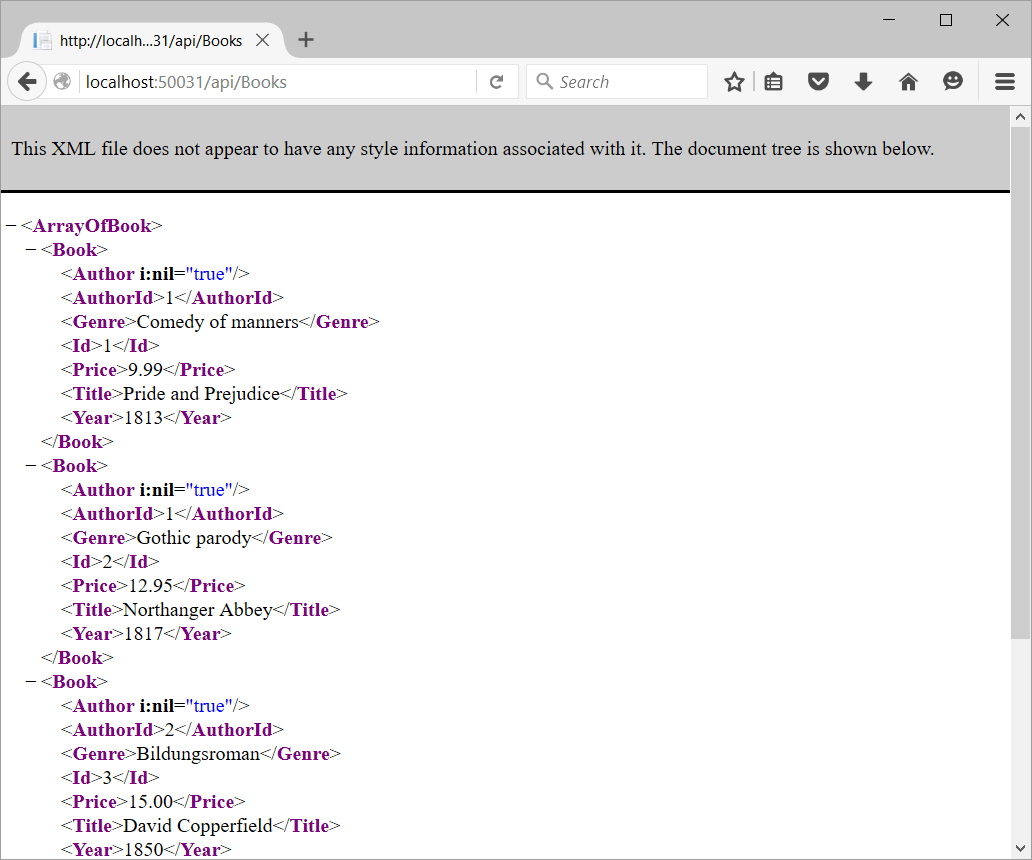 http://localh...31/api/Books
localhost:50031/api/Books
Search
This XML file does not appear to have any style information associated with it. The document tree is shown below.
− <ArrayOfBook>
− <Book>
<Author i:nil="true"/>
<AuthorId>1</AuthorId>
<Genre>Comedy of manners</Genre>
<Id>1</Id>
<Price>9.99</Price>
<Title>Pride and Prejudice</Title>
<Year>1813</Year>
</Book>
− <Book>
<Author i:nil="true"/>
<AuthorId>1</AuthorId>
<Genre>Gothic parody</Genre>
<Id>2</Id>
<Price>12.95</Price>
<Title>Northanger Abbey</Title>
<Year>1817</Year>
</Book>
− <Book>
<Author i:nil="true"/>
<AuthorId>2</AuthorId>
<Genre>Bildungsroman</Genre>
<Id>3</Id>
<Price>15.00</Price>
<Title>David Copperfield</Title>
<Year>1850</Year>